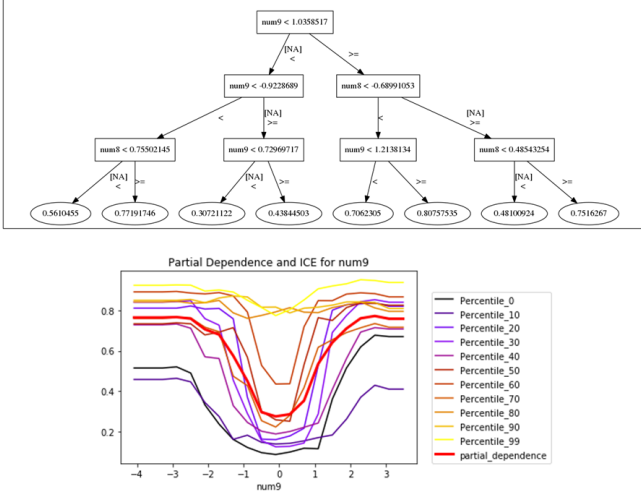 num9 < 1.0358517
[NA]
<
>=
num9 < -0.9228689
num8 < -0.68991053
<
[NA]
>=
<
[NA]
>=
num8 < 0.75502145
num9 < 0.72969717
num9 < 1.2138134
num8 < 0.48543254
[NA]
<
>=
[NA]
<
>=
<
>=
[NA]
<
>=
0.5610455
0.77191746
0.30721122
0.43844503
0.7062305
0.80757535
0.48100924
0.7516267
Partial Dependence and ICE for num9
0.8
0.6
0.4
0.2
−4 −3 −2 −1 0 1 2 3
num9
Percentile_0
Percentile_10
Percentile_20
Percentile_30
Percentile_40
Percentile_50
Percentile_60
Percentile_70
Percentile_80
Percentile_90
Percentile_99
partial_dependence